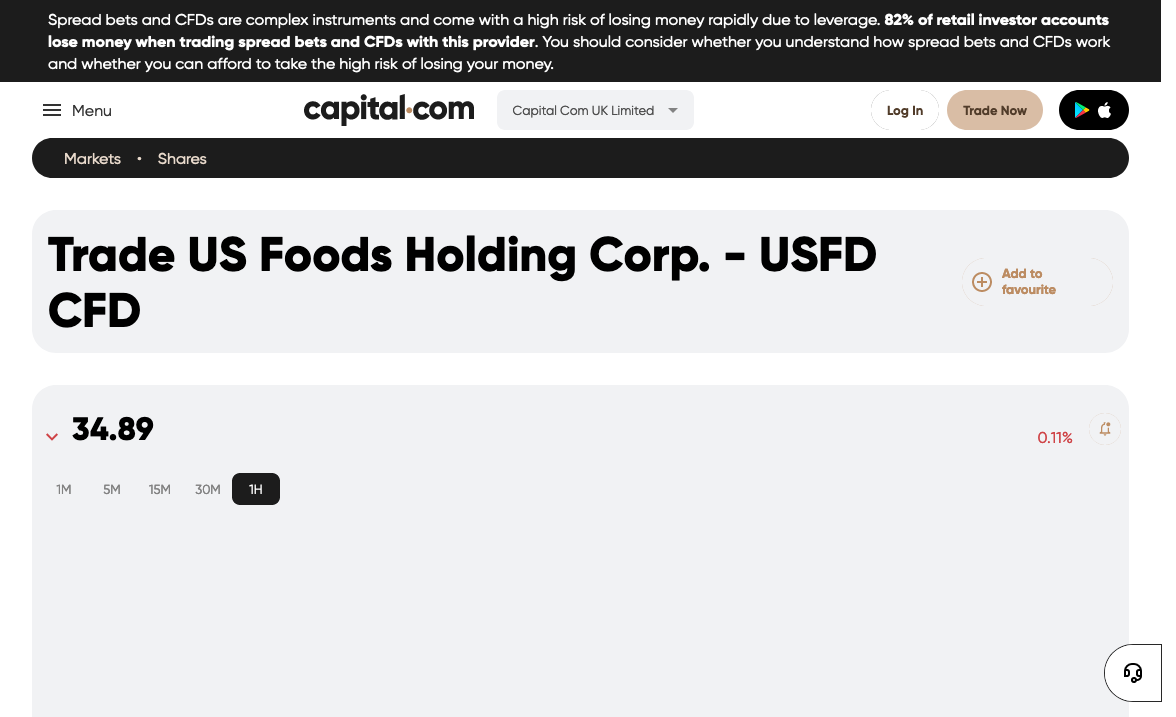 Spread bets and CFDs are complex instruments and come with a high risk of losing money rapidly due to leverage. 82% of retail investor accounts
lose money when trading spread bets and CFDs with this provider. You should consider whether you understand how spread bets and CFDs work
and whether you can afford to take the high risk of losing your money.
Menu
capital.com
Capital Com UK Limited
Log In
Trade Now
Markets • Shares
Trade US Foods Holding Corp. - USFD
CFD
Add to
favourite
34.89
0.11%
1M 5M 15M 30M 1H